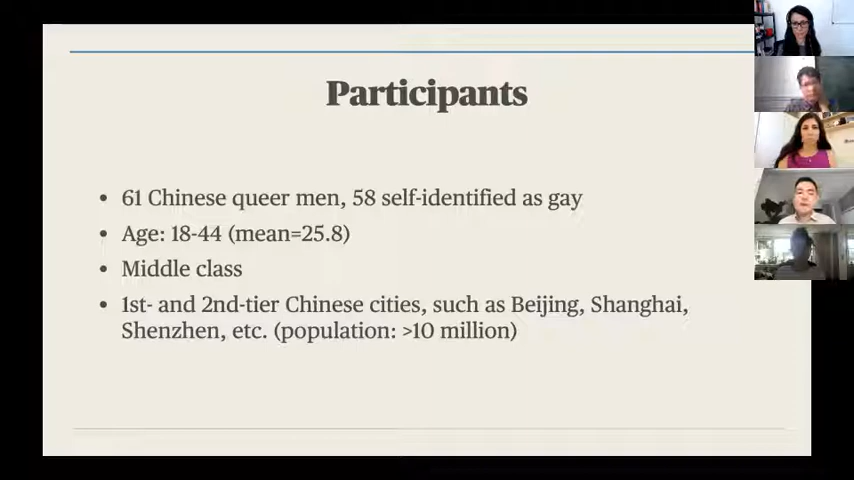 Participants
• 61 Chinese queer men, 58 self-identified as gay
• Age: 18-44 (mean=25.8)
• Middle class
• 1st- and 2nd-tier Chinese cities, such as Beijing, Shanghai,
Shenzhen, etc. (population: >10 million)